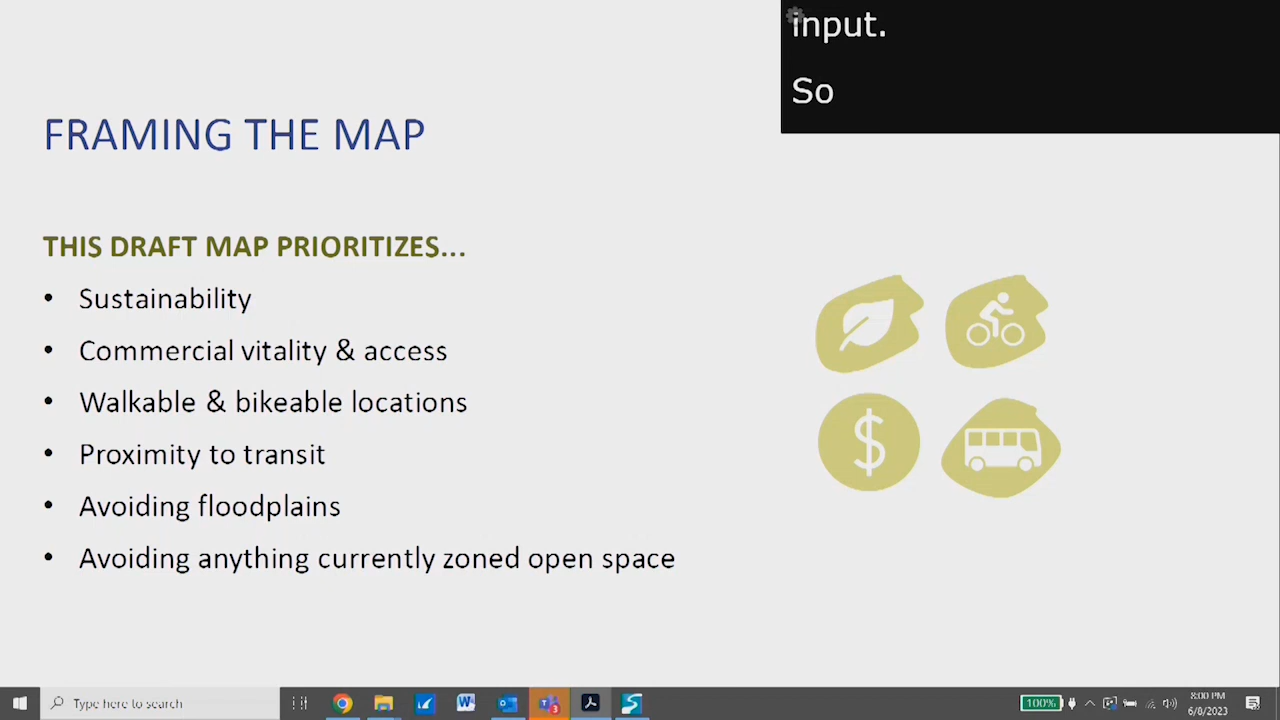 input.
So
FRAMING THE MAP
THIS DRAFT MAP PRIORITIZES...
• Sustainability
• Commercial vitality & access
• Walkable & bikeable locations
• Proximity to transit
• Avoiding floodplains
• Avoiding anything currently zoned open space
$
Type here to search
3
100%
8:00 PM
6/8/2023